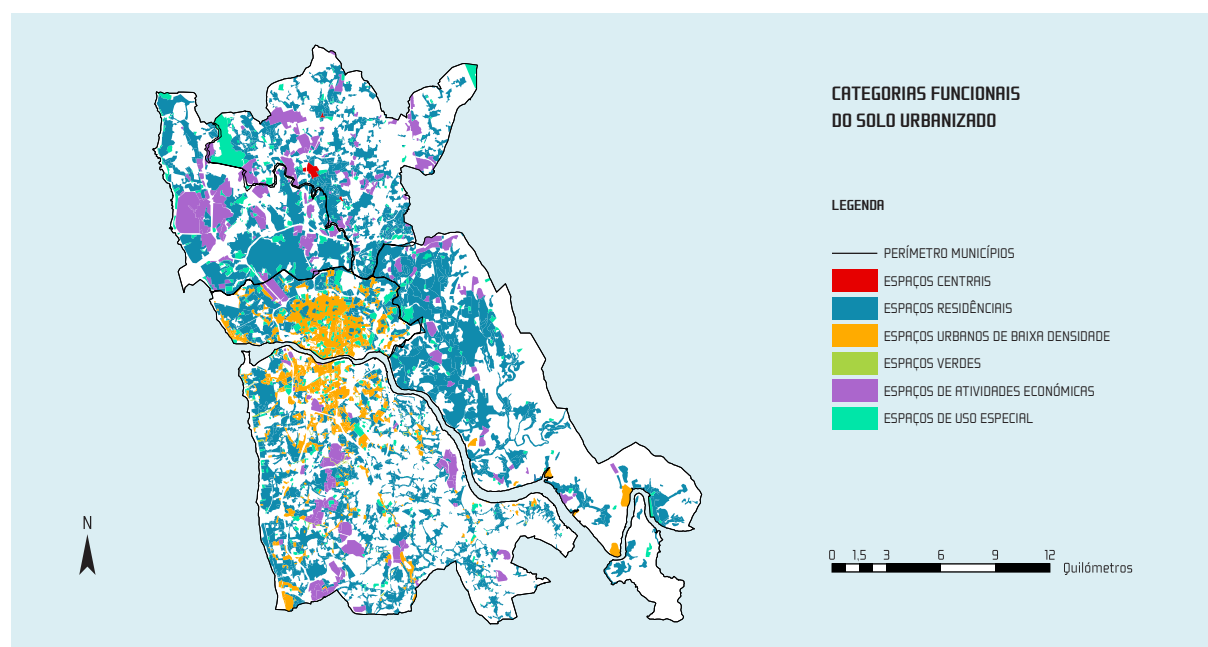 CATEGORIAS FUNCIONAIS
DO SOLO URBANIZADO
LEGENDA
PERÍMETRO MUNICÍPIOS
ESPAÇOS CENTRAIS
ESPAÇOS RESIDÊNCIAIS
ESPAÇOS URBANOS DE BAIXA DENSIDADE
ESPAÇOS VERDES
ESPAÇOS DE ATIVIDADES ECONÓMICAS
ESPAÇOS DE USO ESPECIAL
N
0 1,5 3 6 9 12
Quilómetros